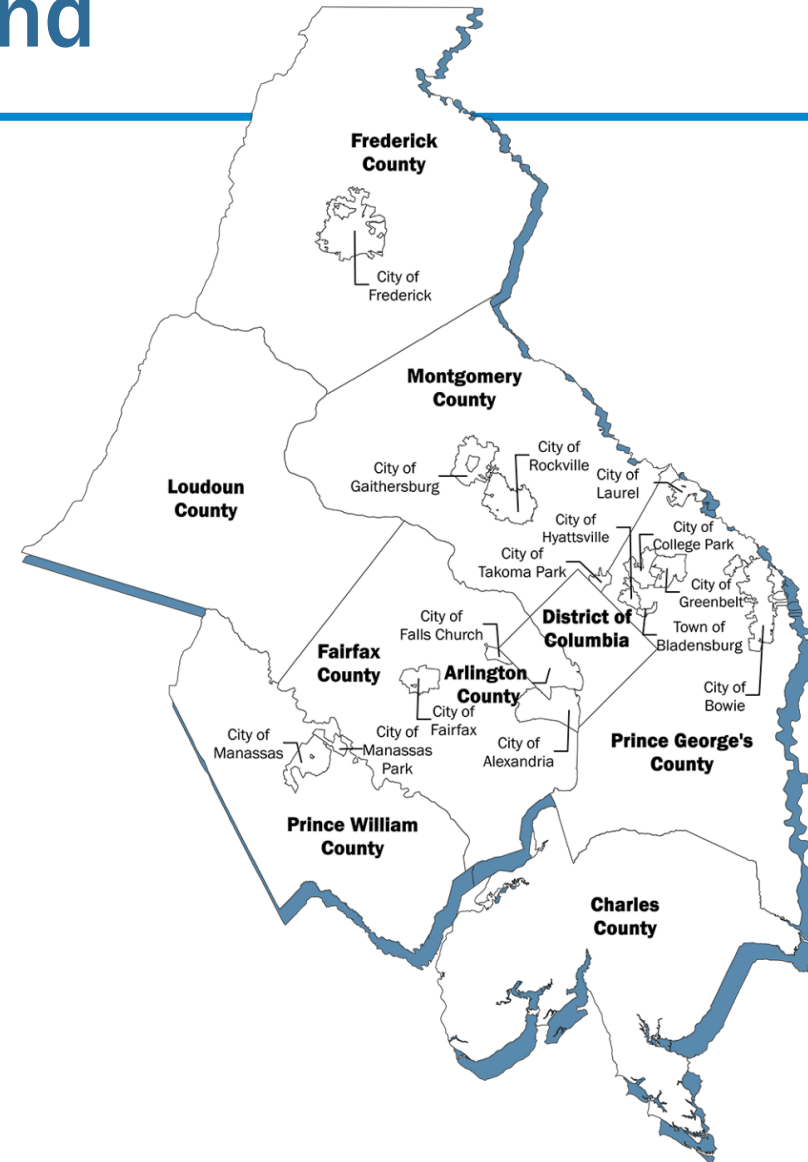 nd
Frederick
County
City of
Frederick
Montgomery
County
City of
Rockville
City of
Gaithersburg
City of
Laurel
Loudoun
County
City of
Hyattsville
City of
College Park
City of
Takoma Park
City of
Greenbelt
City of
Falls Church
District of
Columbia
Town of
Bladensburg
Fairfax
County
Arlington
County
City of
Bowie
City of
Fairfax
City of
Manassas
City of
Manassas
Park
City of
Alexandria
Prince George's
County
Prince William
County
Charles
County